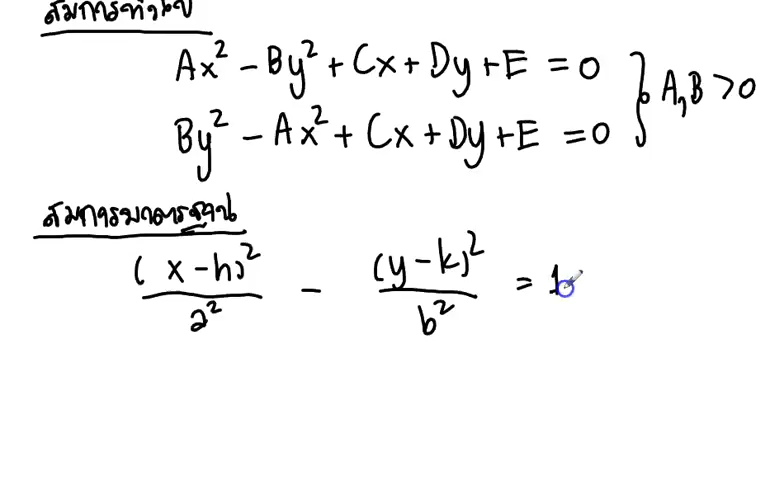 สมการทั่วไป
Ax² − By² + Cx + Dy + E = 0
By² − Ax² + Cx + Dy + E = 0 } A, B > 0
สมการมาตรฐาน
(x − h)²/a² − (y − k)²/b² = 1